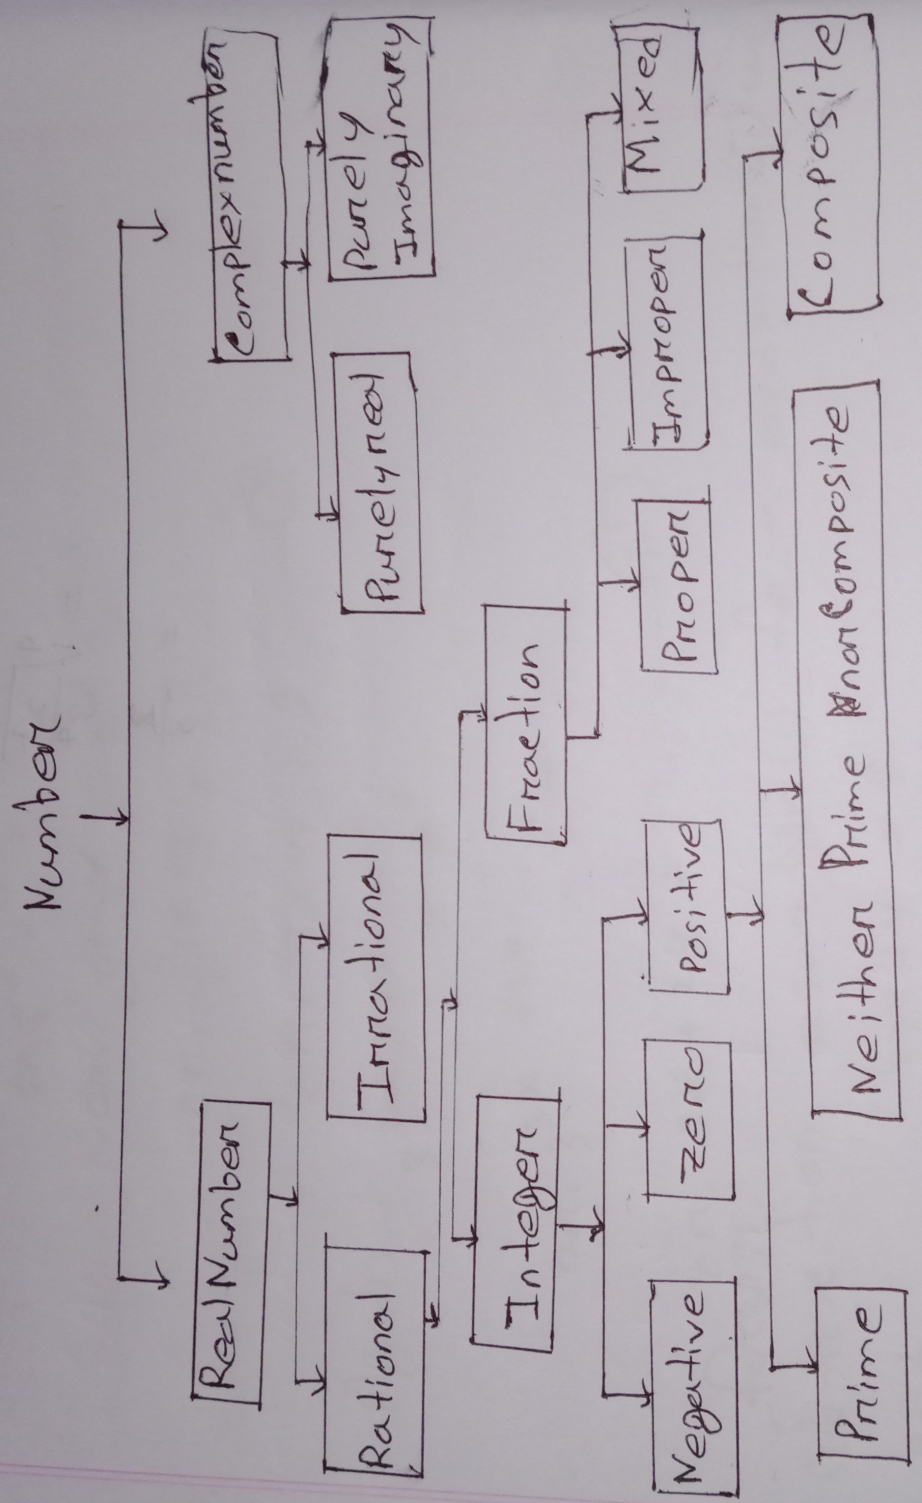 Number
Real Number
Complex number
Rational
Irrational
Purely real
Purely
Imaginary
Integer
Fraction
Negative
Zero
Positive
Proper
Improper
Mixed
Prime
Neither Prime nor Composite
Composite